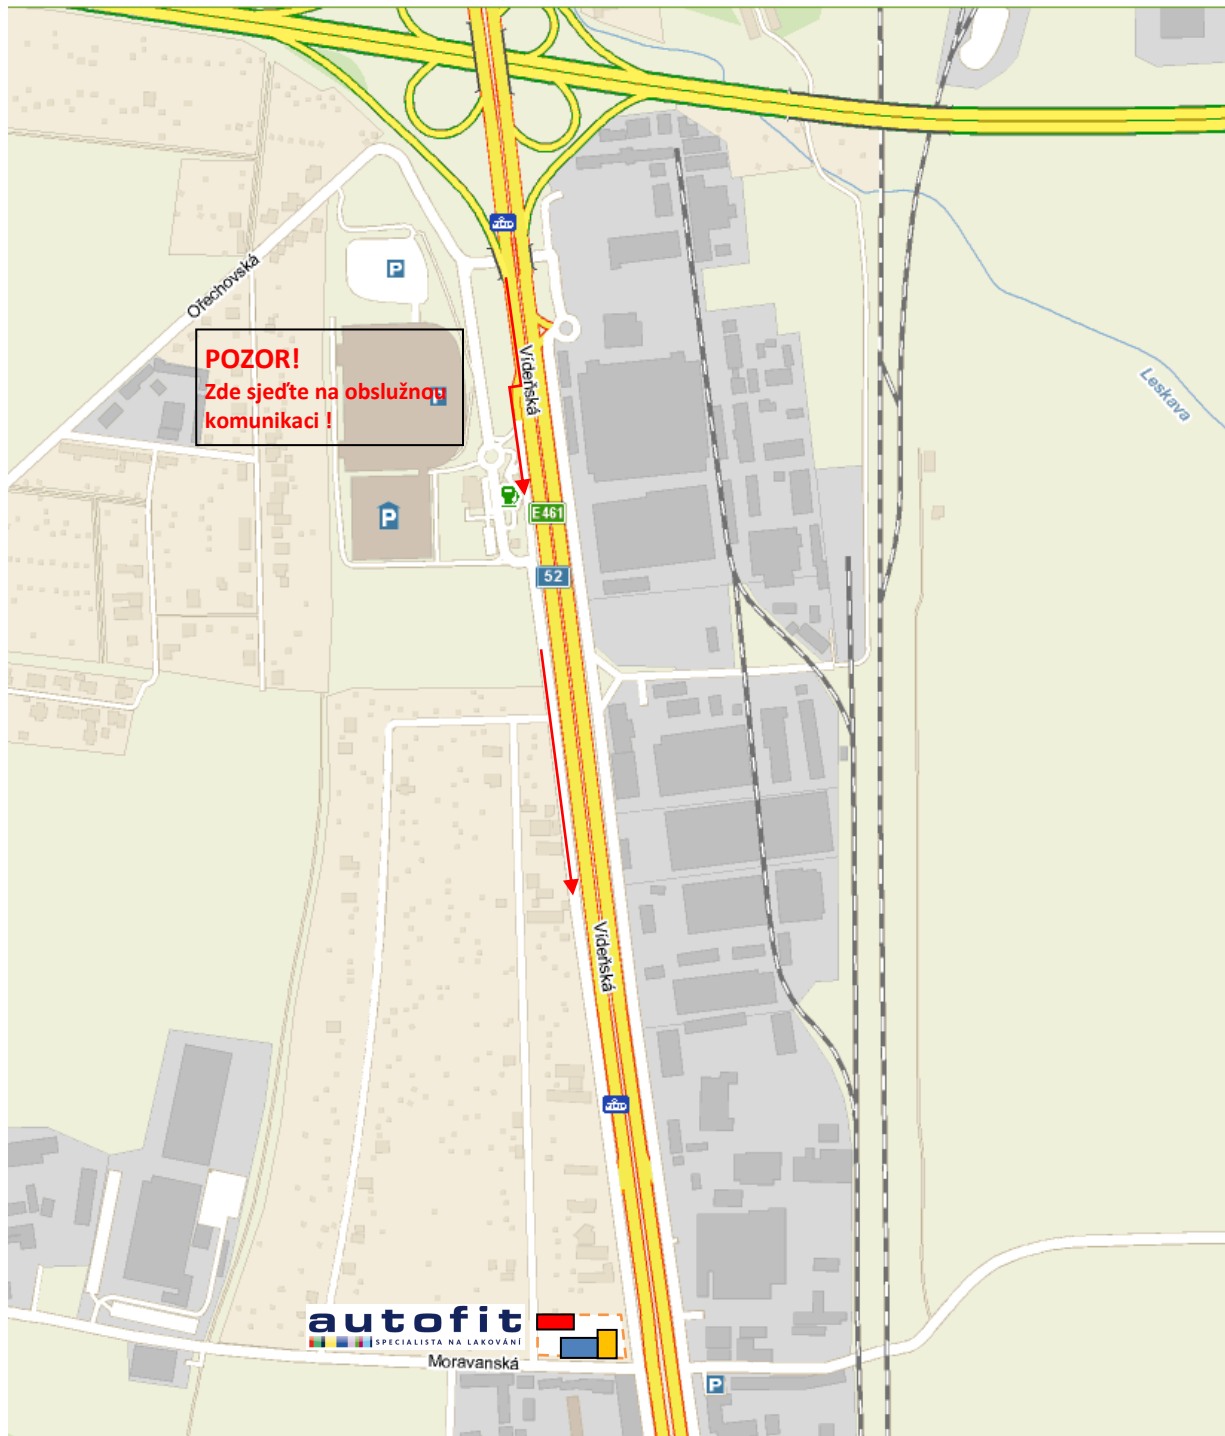 Ořechovská
P
POZOR!
Zde sjeďte na obslužnou
komunikaci !
P
Vídeňská
Leskava
P
E461
52
Vídeňská
autofit
SPECIALISTA NA LAKOVÁNÍ
Moravanská
P